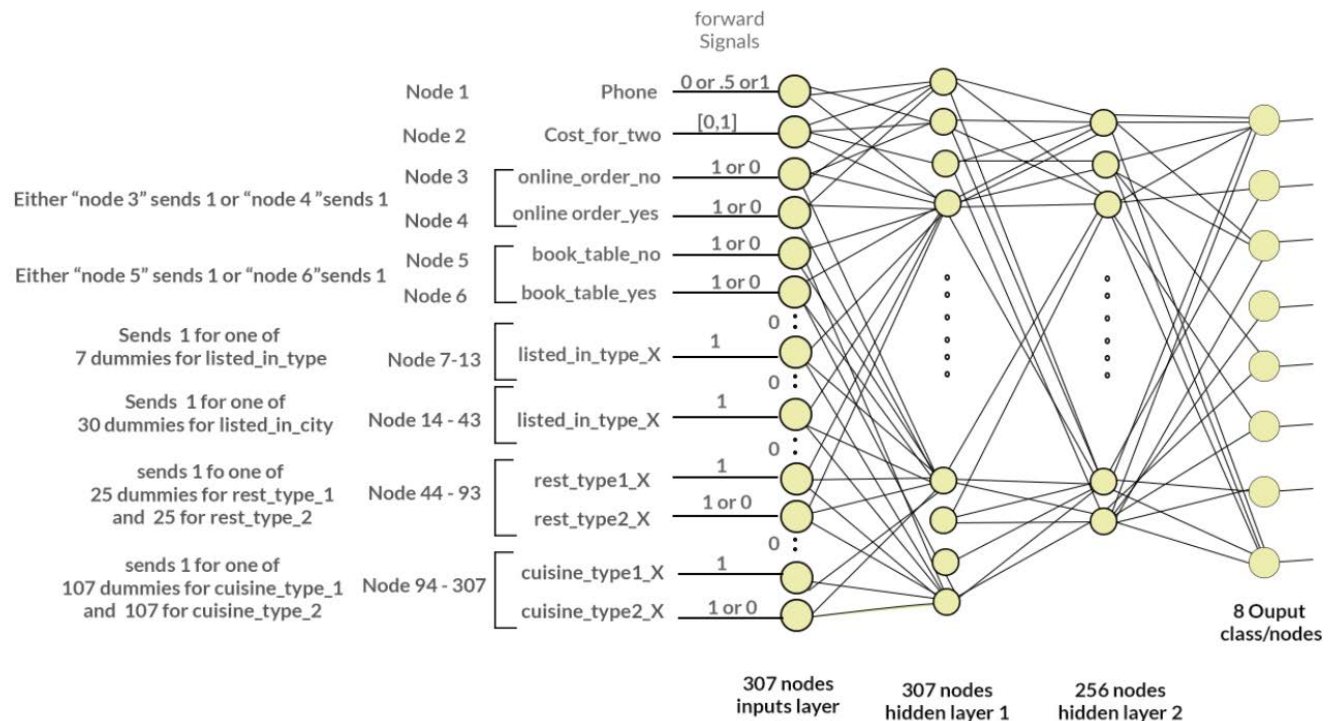 forward
Signals
Node 1 Phone 0 or .5 or1
Node 2 Cost_for_two [0,1]
Node 3 online_order_no 1 or 0
Either “node 3” sends 1 or “node 4 ”sends 1
Node 4 online order_yes 1 or 0
Node 5 book_table_no 1 or 0
Either “node 5” sends 1 or “node 6”sends 1
Node 6 book_table_yes 1 or 0
0
Sends 1 for one of
7 dummies for listed_in_type
Node 7-13 listed_in_type_X 1
0
Sends 1 for one of
30 dummies for listed_in_city
Node 14 - 43 listed_in_type_X 1
0
sends 1 fo one of
25 dummies for rest_type_1
and 25 for rest_type_2
Node 44 - 93
rest_type1_X 1
rest_type2_X 1 or 0
0
sends 1 for one of
107 dummies for cuisine_type_1
and 107 for cuisine_type_2
Node 94 - 307
cuisine_type1_X 1
cuisine_type2_X 1 or 0
8 Ouput
class/nodes
307 nodes
inputs layer
307 nodes
hidden layer 1
256 nodes
hidden layer 2